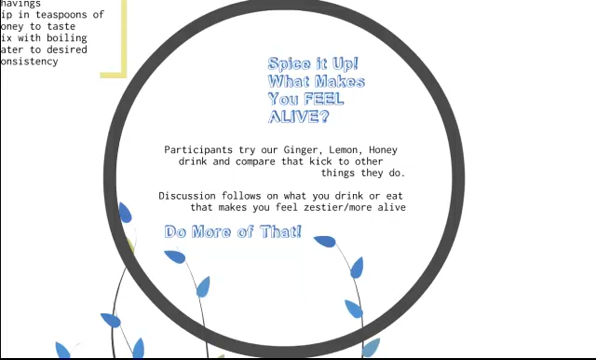 havings
ip in teaspoons of
oney to taste
ix with boiling
ater to desired
onsistency
Spice it Up!
What Makes
You FEEL
ALIVE?
Participants try our Ginger, Lemon, Honey
drink and compare that kick to other
things they do.
Discussion follows on what you drink or eat
that makes you feel zestier/more alive
Do More of That!